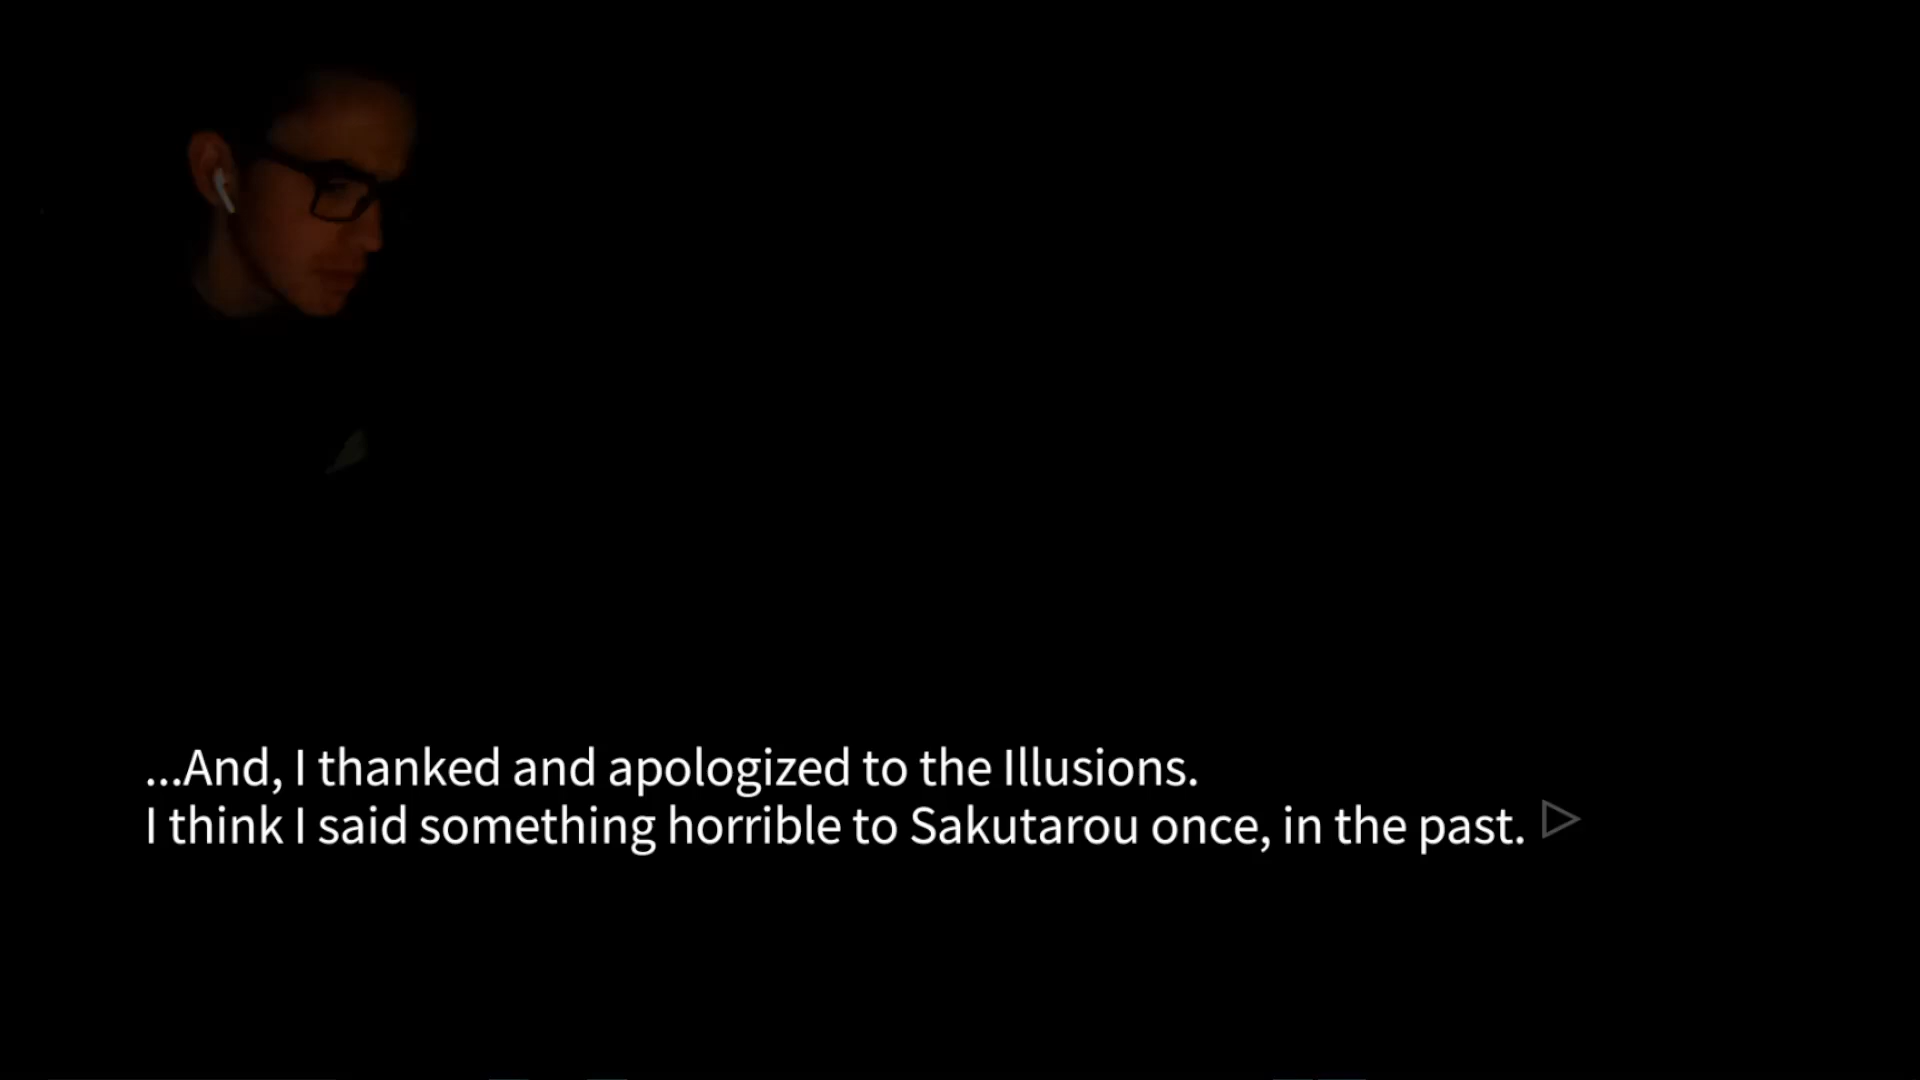 ...And, I thanked and apologized to the Illusions.
I think I said something horrible to Sakutarou once, in the past.